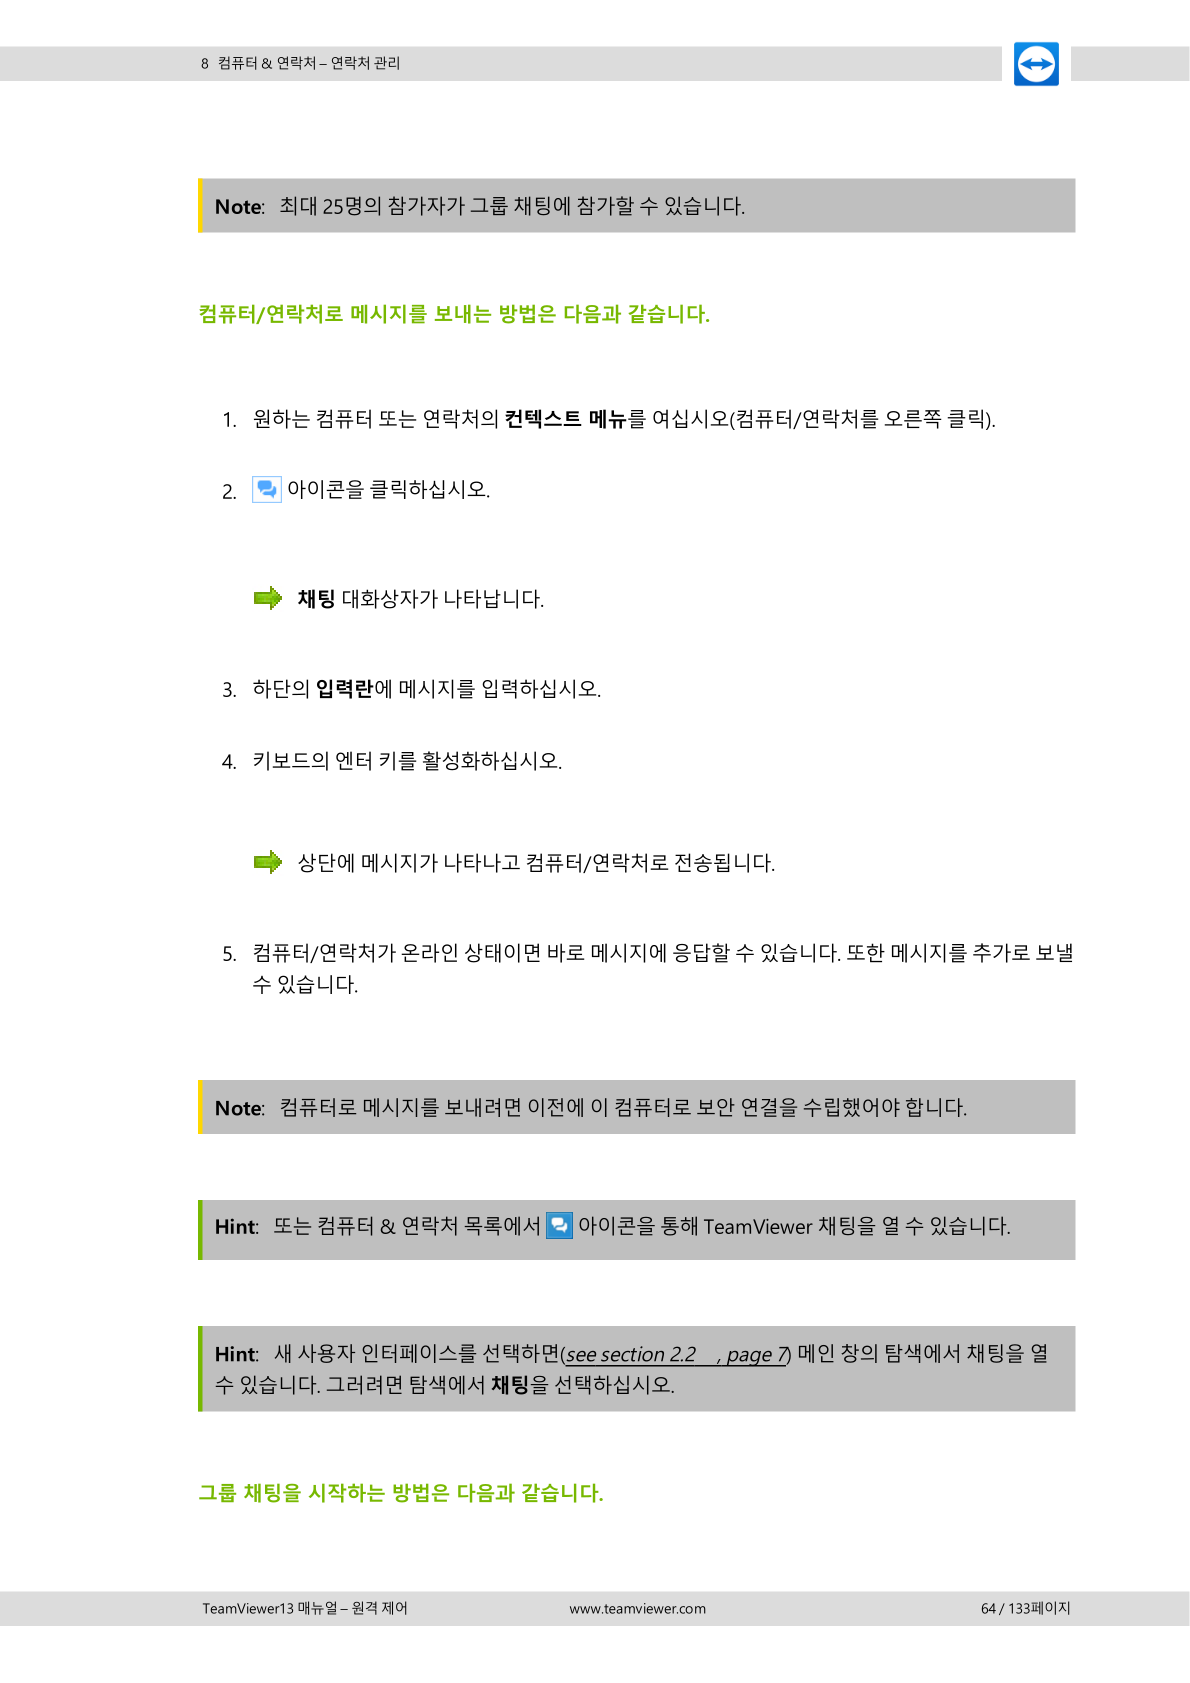 8 컴퓨터 & 연락처 – 연락처 관리
Note: 최대 25명의 참가자가 그룹 채팅에 참가할 수 있습니다.
컴퓨터/연락처로 메시지를 보내는 방법은 다음과 같습니다.
1. 원하는 컴퓨터 또는 연락처의 컨텍스트 메뉴를 여십시오(컴퓨터/연락처를 오른쪽 클릭).
2. 아이콘을 클릭하십시오.
채팅 대화상자가 나타납니다.
3. 하단의 입력란에 메시지를 입력하십시오.
4. 키보드의 엔터 키를 활성화하십시오.
상단에 메시지가 나타나고 컴퓨터/연락처로 전송됩니다.
5. 컴퓨터/연락처가 온라인 상태이면 바로 메시지에 응답할 수 있습니다. 또한 메시지를 추가로 보낼
수 있습니다.
Note: 컴퓨터로 메시지를 보내려면 이전에 이 컴퓨터로 보안 연결을 수립했어야 합니다.
Hint: 또는 컴퓨터 & 연락처 목록에서 아이콘을 통해 TeamViewer 채팅을 열 수 있습니다.
Hint: 새 사용자 인터페이스를 선택하면(see section 2.2 , page 7) 메인 창의 탐색에서 채팅을 열
수 있습니다. 그러려면 탐색에서 채팅을 선택하십시오.
그룹 채팅을 시작하는 방법은 다음과 같습니다.
TeamViewer13 매뉴얼 – 원격 제어 www.teamviewer.com 64 / 133페이지